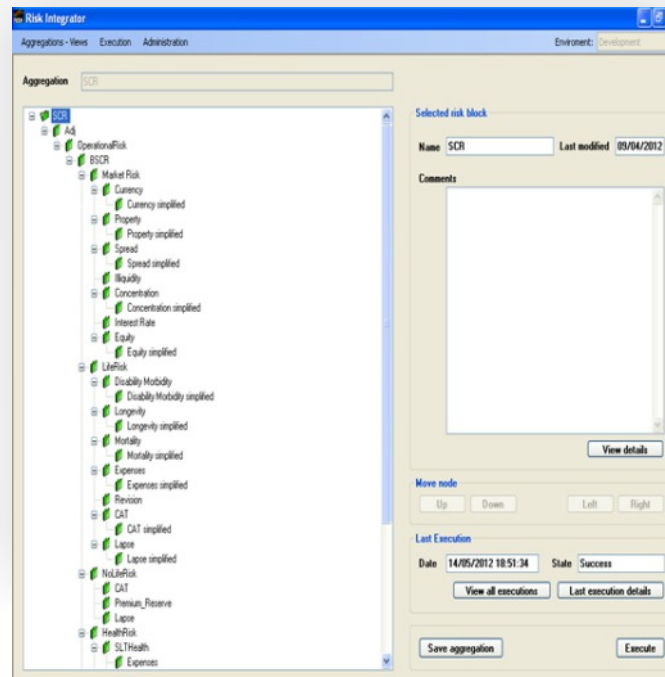 Risk Integrator
Aggregations - Views Execution Administration Enviroment: Development
Aggregation SCR
SCR
Adj
OperationalRisk
BSCR
Market Risk
Currency
Currency simplified
Property
Property simplified
Spread
Spread simplified
Illiquidity
Concentration
Concentration simplified
Interest Rate
Equity
Equity simplified
LifeRisk
Disability Morbidity
Disability Morbidity simplified
Longevity
Longevity simplified
Mortality
Mortality simplified
Expenses
Expenses simplified
Revision
CAT
CAT simplified
Lapse
Lapse simplified
NoLifeRisk
CAT
Premium_Reserve
Lapse
HealthRisk
SLTHealth
Expenses
Selected risk block
Name SCR Last modified 09/04/2012
Comments
View details
Move node
Up Down Left Right
Last Execution
Date 14/05/2012 18:51:34 State Success
View all executions Last execution details
Save aggregation Execute